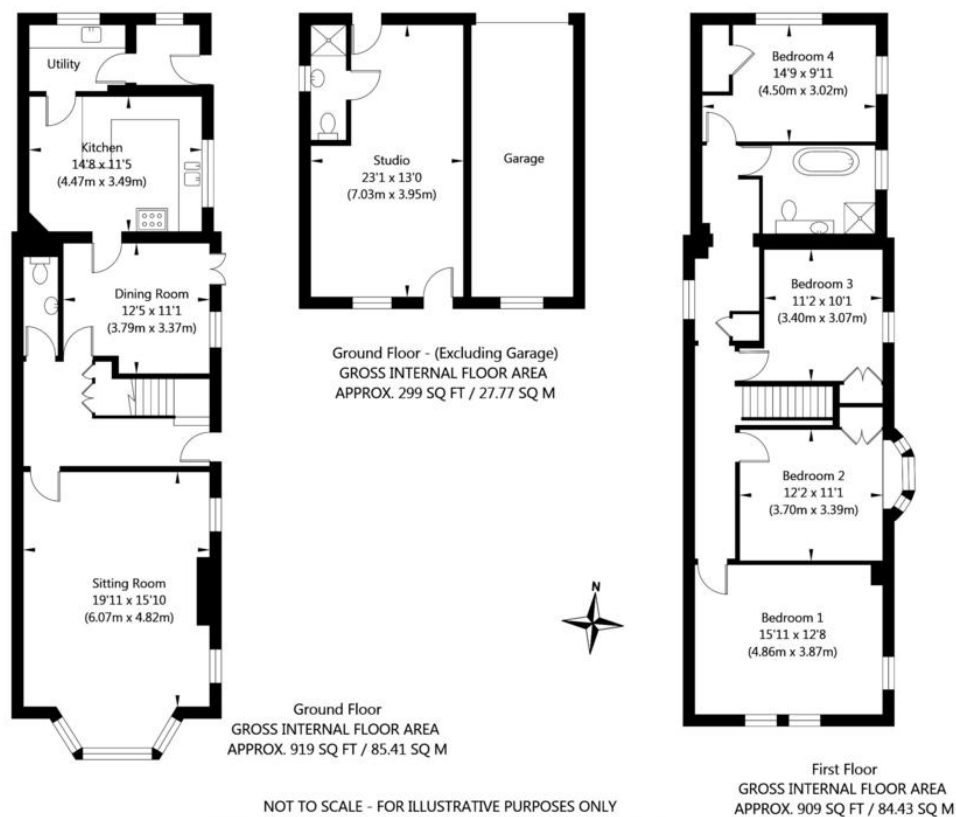 Utility
Kitchen
14'8 x 11'5
(4.47m x 3.49m)
Dining Room
12'5 x 11'1
(3.79m x 3.37m)
Sitting Room
19'11 x 15'10
(6.07m x 4.82m)
Ground Floor
GROSS INTERNAL FLOOR AREA
APPROX. 919 SQ FT / 85.41 SQ M
Studio
23'1 x 13'0
(7.03m x 3.95m)
Garage
Ground Floor - (Excluding Garage)
GROSS INTERNAL FLOOR AREA
APPROX. 299 SQ FT / 27.77 SQ M
N
Bedroom 4
14'9 x 9'11
(4.50m x 3.02m)
Bedroom 3
11'2 x 10'1
(3.40m x 3.07m)
Bedroom 2
12'2 x 11'1
(3.70m x 3.39m)
Bedroom 1
15'11 x 12'8
(4.86m x 3.87m)
First Floor
GROSS INTERNAL FLOOR AREA
APPROX. 909 SQ FT / 84.43 SQ M
NOT TO SCALE - FOR ILLUSTRATIVE PURPOSES ONLY